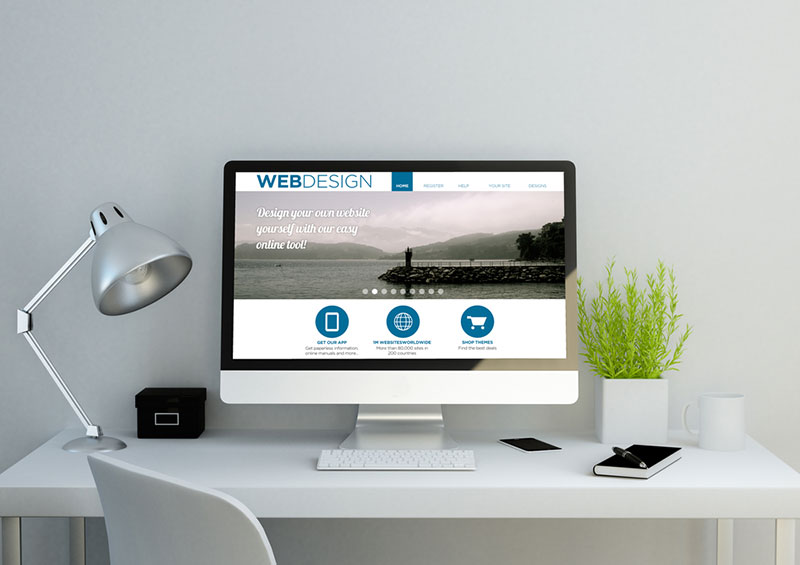 WEBDESIGN
HOME REGISTER HELP YOUR SITE DESIGNS
Design your own website
yourself with our easy
online tool!
GET OUR APP
Get paperless information,
online manuals and more...
1M WEBSITESWORLDWIDE
More than 80,000 sites in
200 countries
SHOP THEMES
Find the best deals